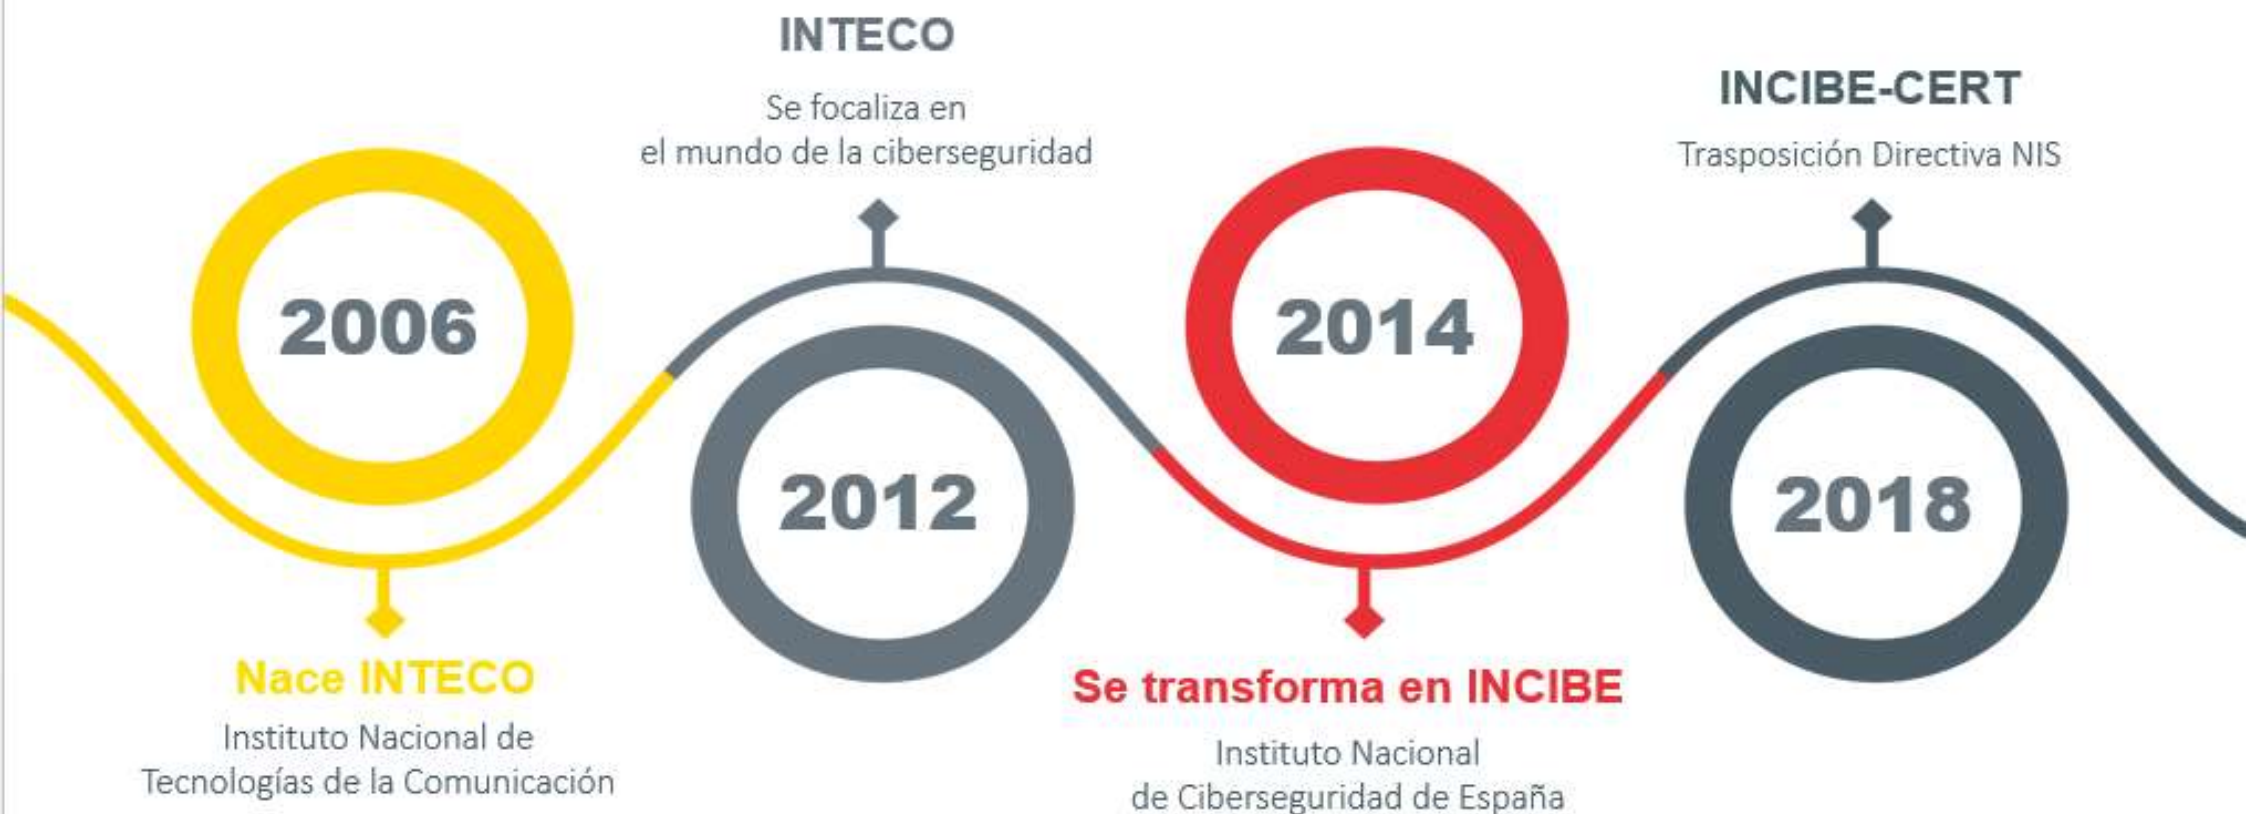 2006
Nace INTECO
Instituto Nacional de
Tecnologías de la Comunicación
INTECO
Se focaliza en
el mundo de la ciberseguridad
2012
2014
Se transforma en INCIBE
Instituto Nacional
de Ciberseguridad de España
INCIBE-CERT
Trasposición Directiva NIS
2018